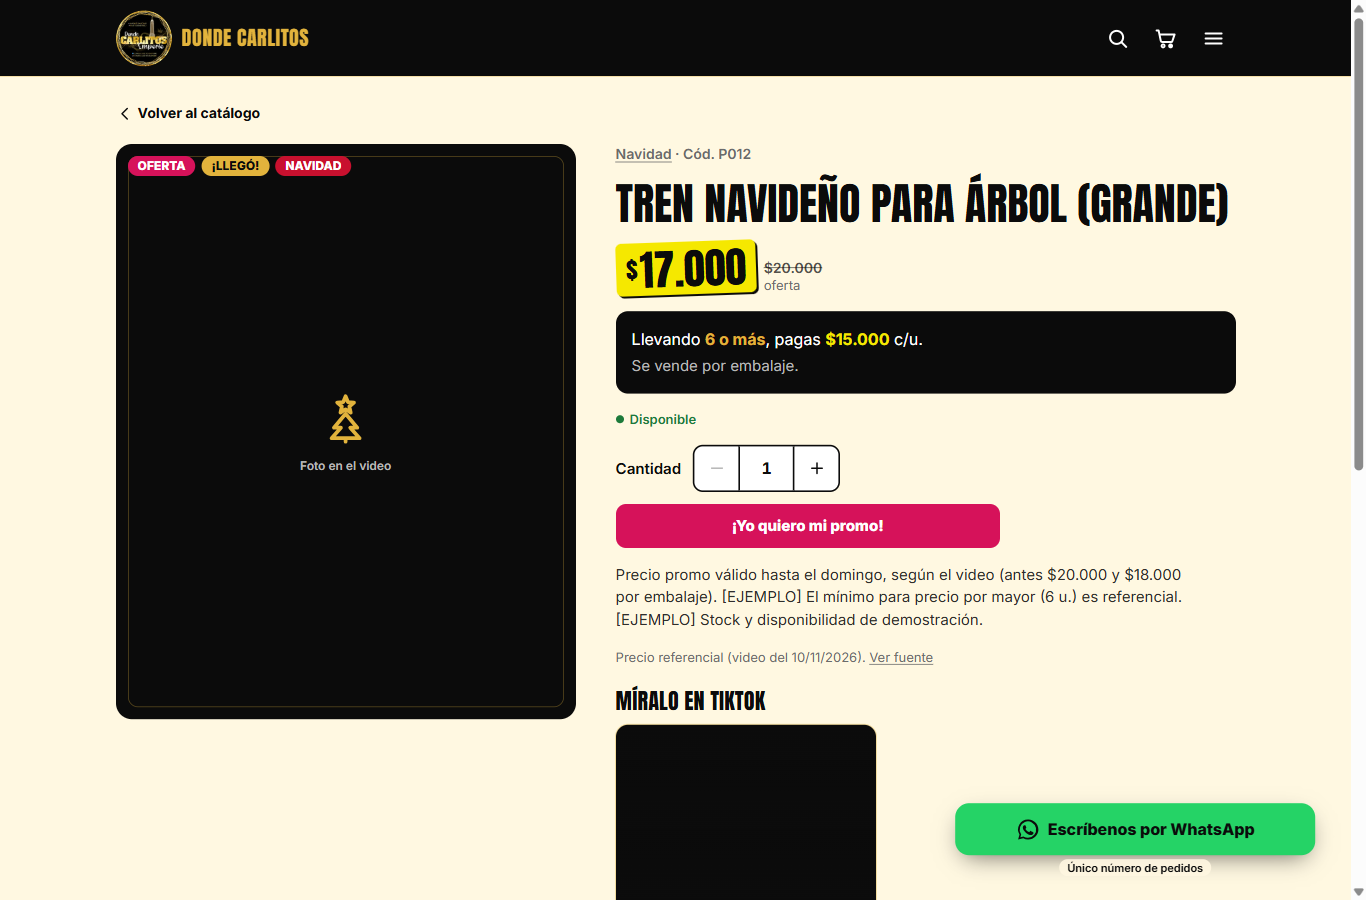 Donde
CARLITOS
Emporio
DONDE CARLITOS
Volver al catálogo
OFERTA
¡LLEGÓ!
NAVIDAD
Foto en el video
Navidad · Cód. P012
TREN NAVIDEÑO PARA ÁRBOL (GRANDE)
$17.000
$20.000
oferta
Llevando 6 o más, pagas $15.000 c/u.
Se vende por embalaje.
Disponible
Cantidad
1
¡Yo quiero mi promo!
Precio promo válido hasta el domingo, según el video (antes $20.000 y $18.000
por embalaje). [EJEMPLO] El mínimo para precio por mayor (6 u.) es referencial.
[EJEMPLO] Stock y disponibilidad de demostración.
Precio referencial (video del 10/11/2026). Ver fuente
MÍRALO EN TIKTOK
Escríbenos por WhatsApp
Único número de pedidos